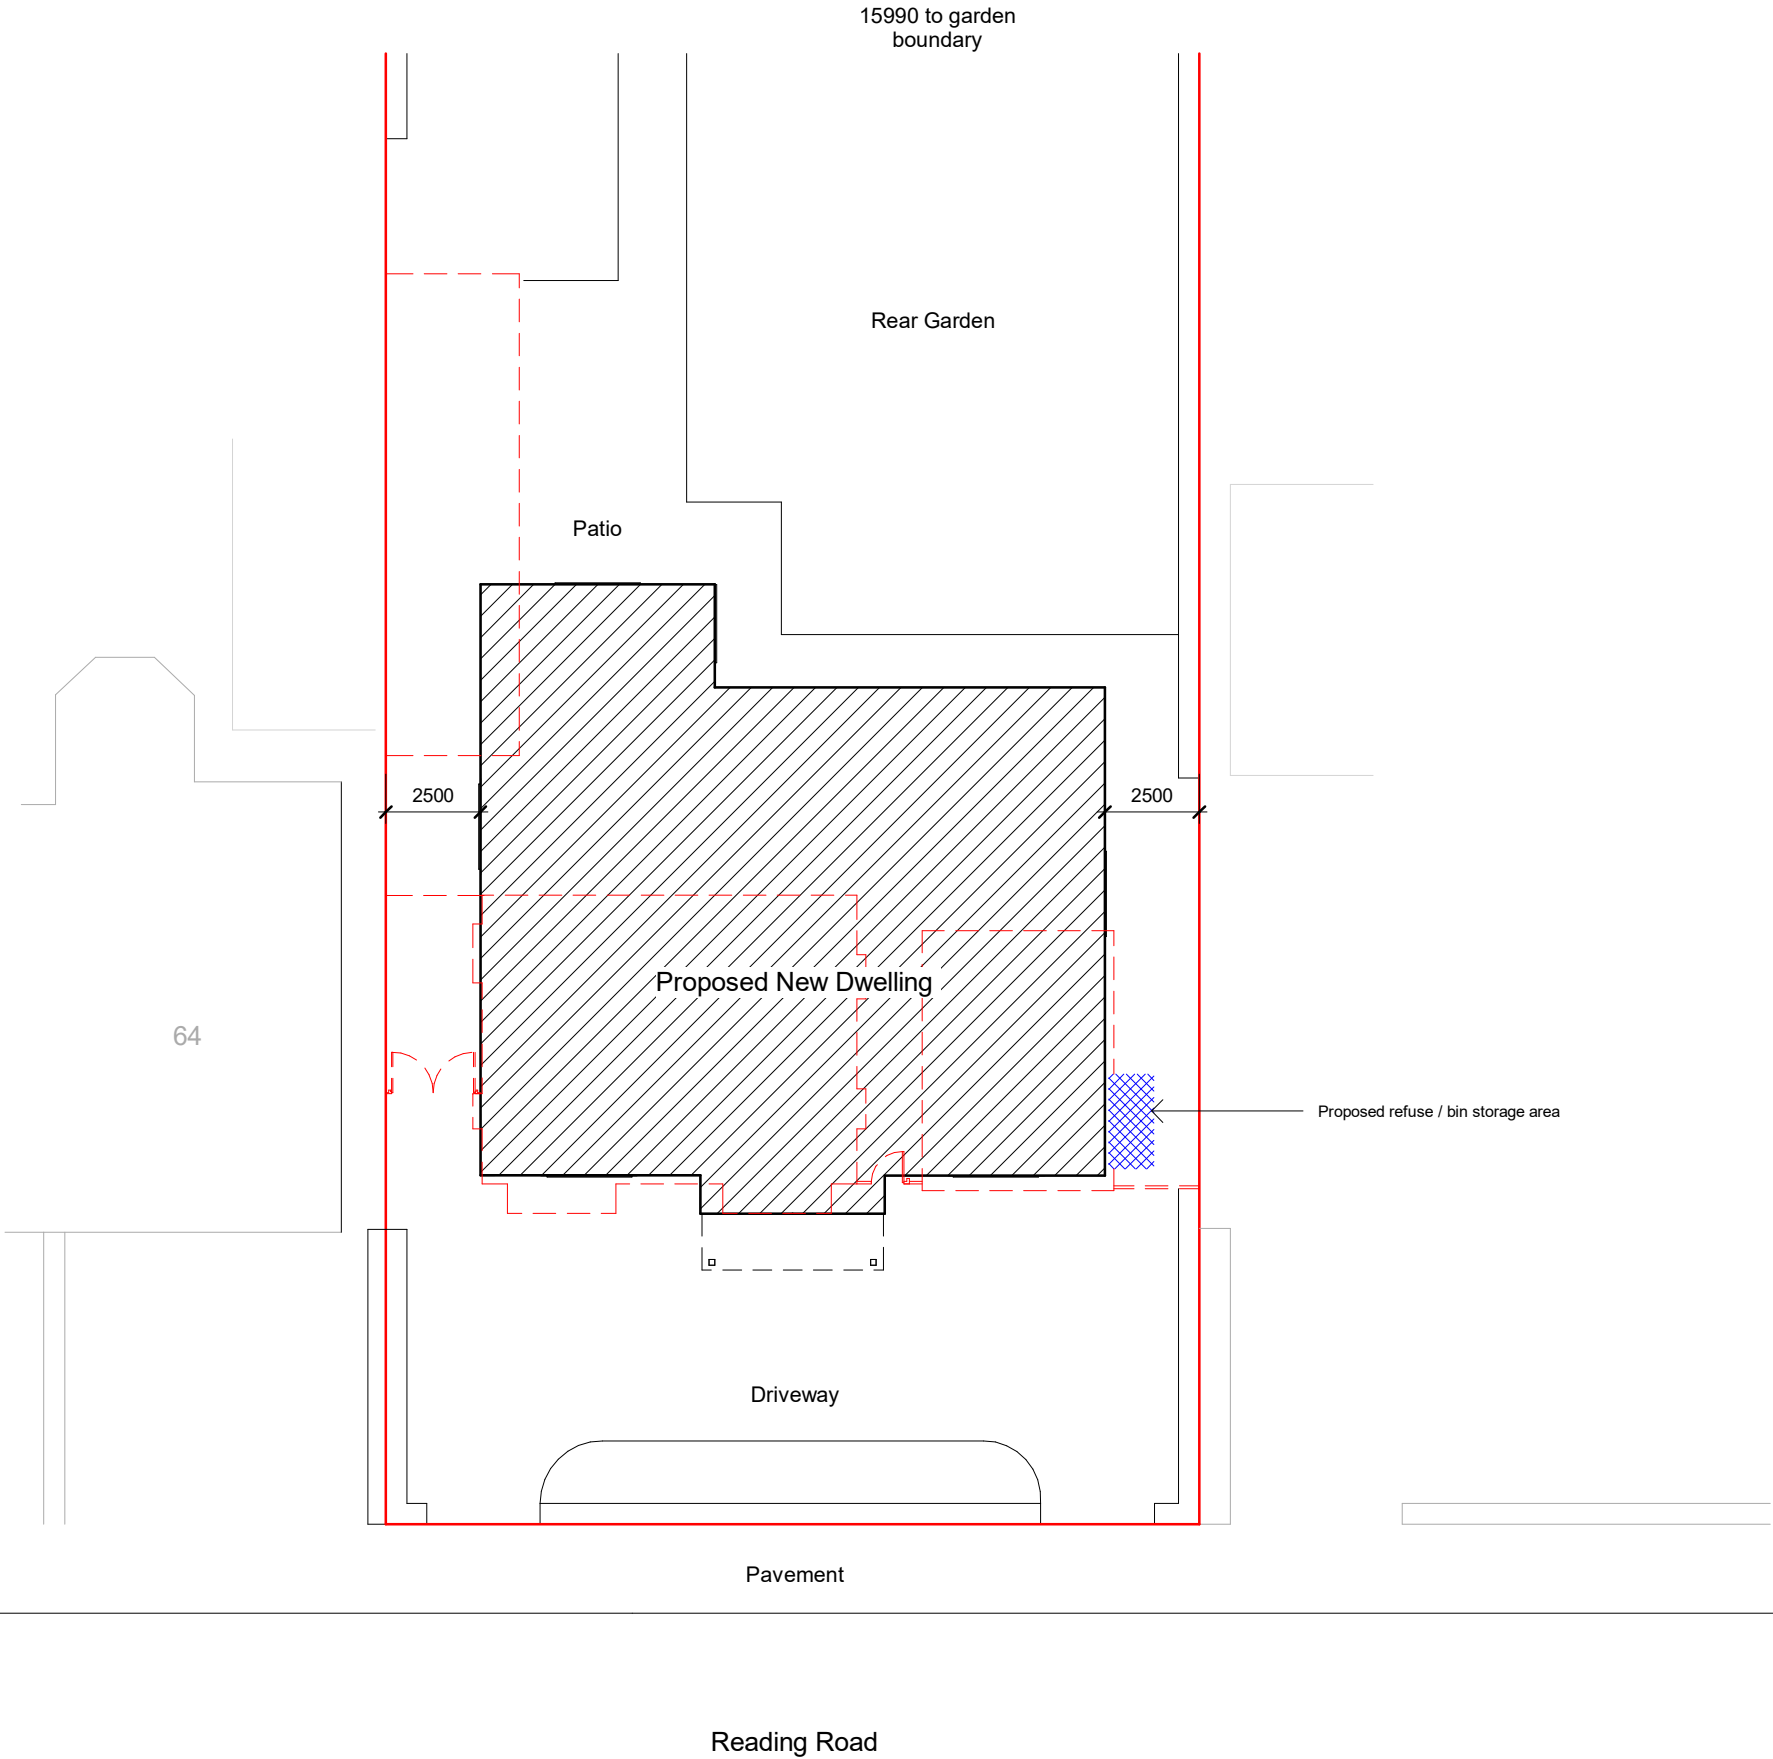 15990 to garden
boundary
Rear Garden
Patio
2500
2500
Proposed New Dwelling
64
Proposed refuse / bin storage area
Driveway
Pavement
Reading Road